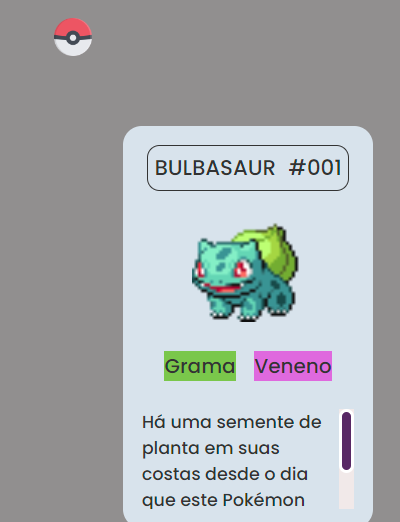 BULBASAUR #001
Grama Veneno
Há uma semente de
planta em suas
costas desde o dia
que este Pokémon